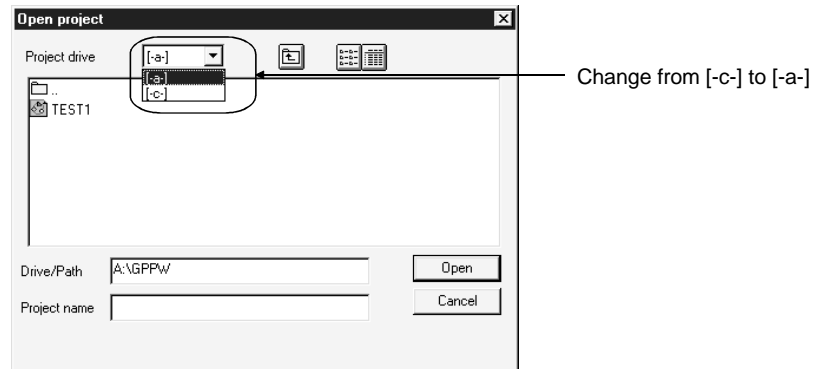 Open project
Project drive [-a-]
[-a-]
[-c-]
Change from [-c-] to [-a-]
..
TEST1
Drive/Path A:\GPPW Open
Project name Cancel